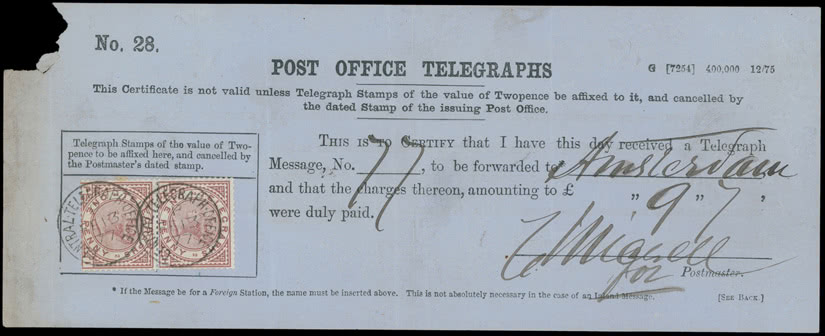 No. 28.
POST OFFICE TELEGRAPHS
G [7254] 400,000 12/75
This Certificate is not valid unless Telegraph Stamps of the value of Twopence be affixed to it, and cancelled by
the dated Stamp of the issuing Post Office.
Telegraph Stamps of the value of Two-
pence to be affixed here, and cancelled by
the Postmaster's dated stamp.
THIS IS TO CERTIFY that I have this day received a Telegraph
Message, No. 77, to be forwarded to* Amsterdam
and that the charges thereon, amounting to £ " 9 " 7 "
were duly paid.
for Postmaster.
* If the Message be for a Foreign Station, the name must be inserted above. This is not absolutely necessary in the case of an Inland Message.
[SEE BACK.]